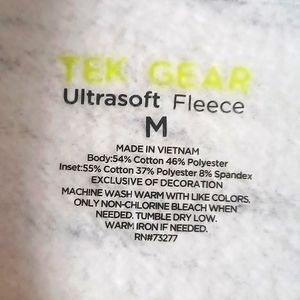 TEK GEAR
Ultrasoft Fleece
M
MADE IN VIETNAM
Body:54% Cotton 46% Polyester
Inset:55% Cotton 37% Polyester 8% Spandex
EXCLUSIVE OF DECORATION
MACHINE WASH WARM WITH LIKE COLORS.
ONLY NON-CHLORINE BLEACH WHEN
NEEDED. TUMBLE DRY LOW.
WARM IRON IF NEEDED.
RN#73277